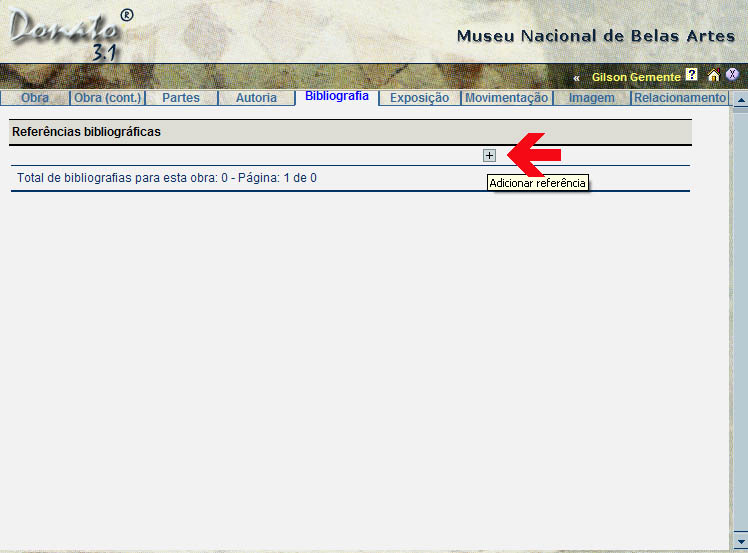 Donato ®
3.1
Museu Nacional de Belas Artes
« Gilson Gemente ? X
Obra Obra (cont.) Partes Autoria Bibliografia Exposição Movimentação Imagem Relacionamento
Referências bibliográficas
+
Adicionar referência
Total de bibliografias para esta obra: 0 - Página: 1 de 0